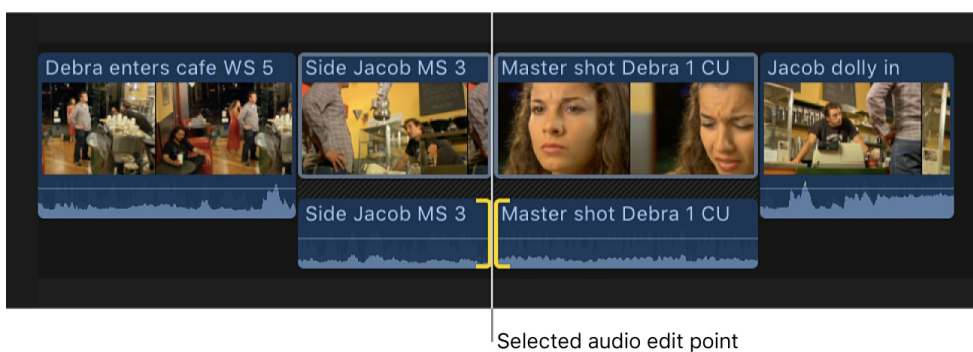 Debra enters cafe WS 5
Side Jacob MS 3
Master shot Debra 1 CU
Jacob dolly in
Side Jacob MS 3
Master shot Debra 1 CU
Selected audio edit point